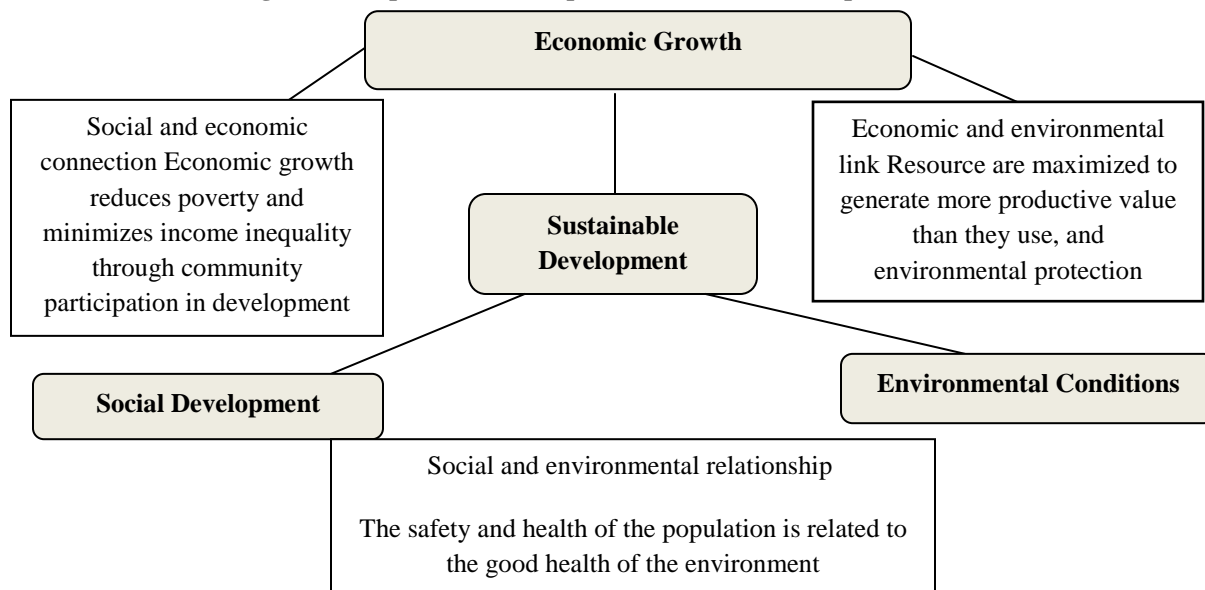 Economic Growth
Social and economic
connection Economic growth
reduces poverty and
minimizes income inequality
through community
participation in development
Economic and environmental
link Resource are maximized to
generate more productive value
than they use, and
environmental protection
Sustainable
Development
Social Development
Environmental Conditions
Social and environmental relationship
The safety and health of the population is related to
the good health of the environment